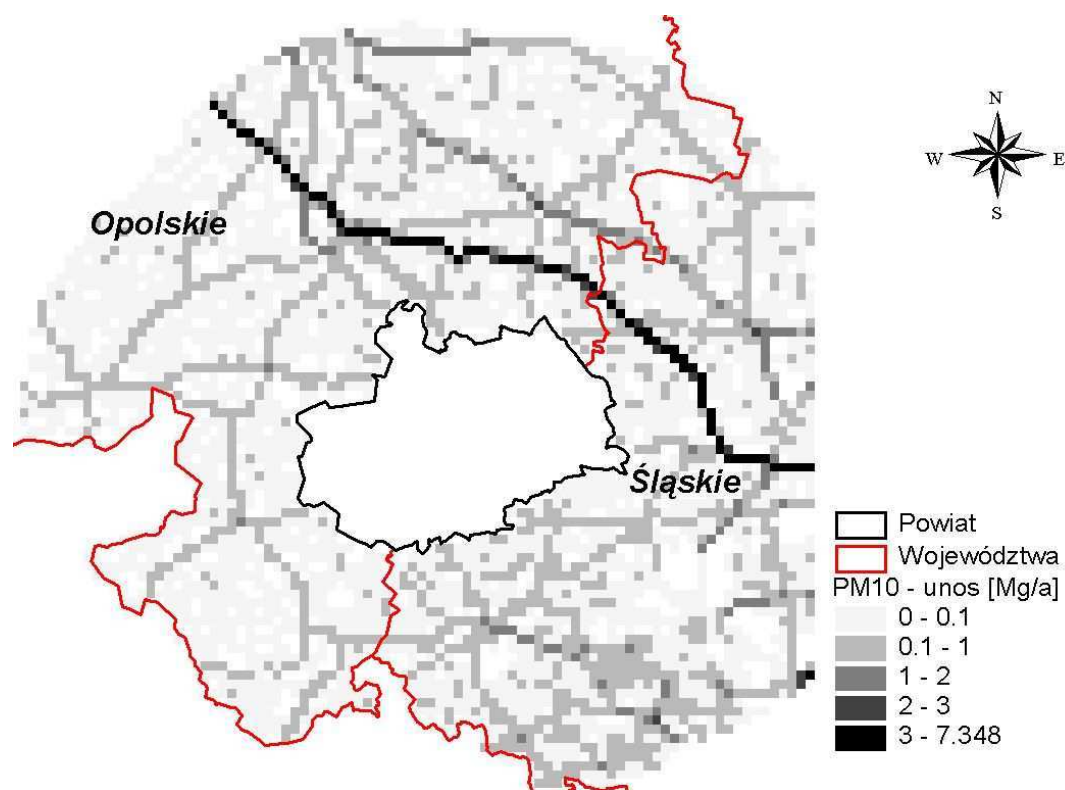 N
W E
S
Opolskie
Śląskie
Powiat
Województwa
PM10 - unos [Mg/a]
0 - 0.1
0.1 - 1
1 - 2
2 - 3
3 - 7.348